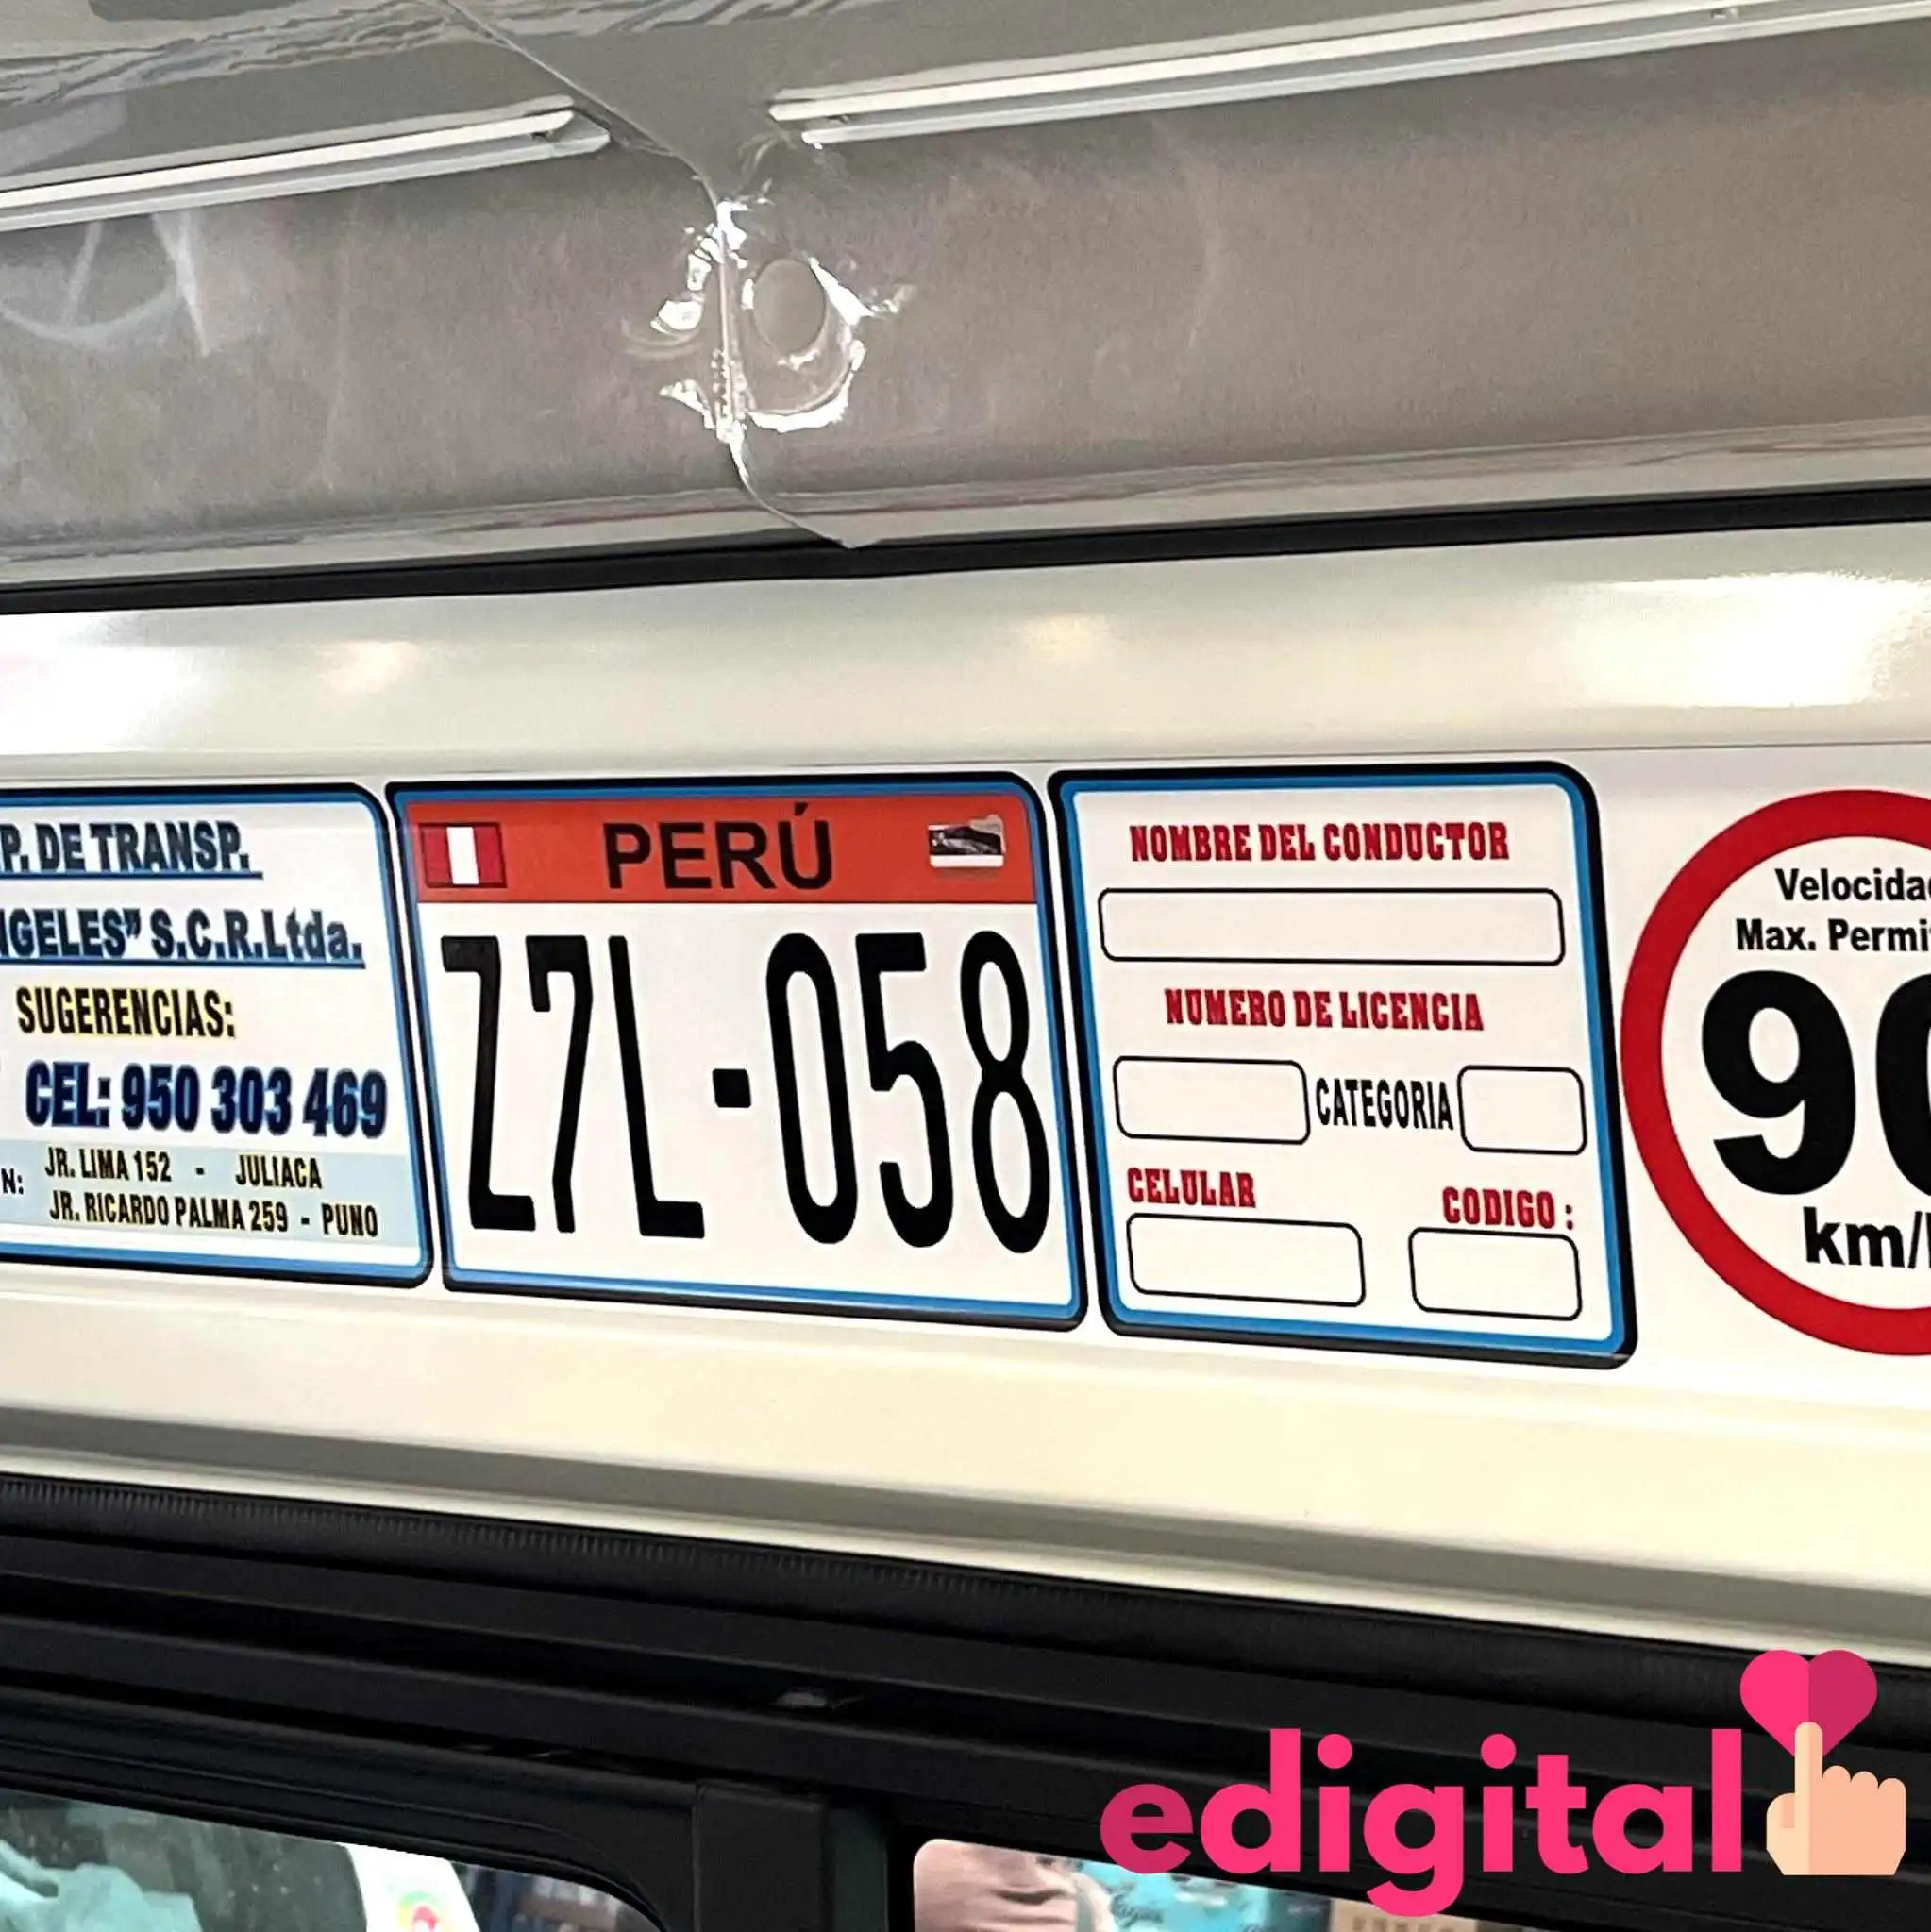 P. DE TRANSP.
NGELES" S.C.R.Ltda.
SUGERENCIAS:
CEL: 950 303 469
N: JR. LIMA 152 - JULIACA
JR. RICARDO PALMA 259 - PUNO
PERÚ
Z7L-058
NOMBRE DEL CONDUCTOR
NUMERO DE LICENCIA
CATEGORIA
CELULAR
CODIGO :
Velocida
Max. Permi
90
km/
edigital